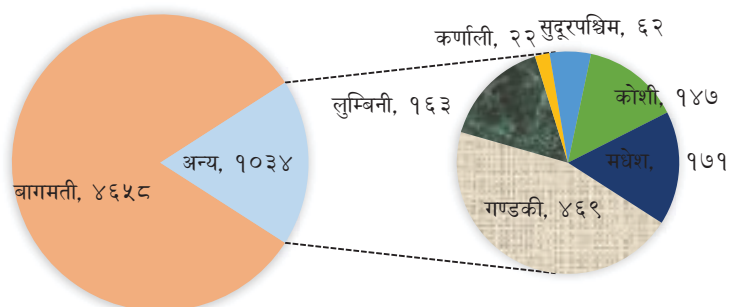 कर्णाली, २२
सुदूरपश्चिम, ६२
लुम्बिनी, १६३
कोशी, १४७
अन्य, १०३४
मधेश, १७१
बागमती, ४६५८
गण्डकी, ४६९